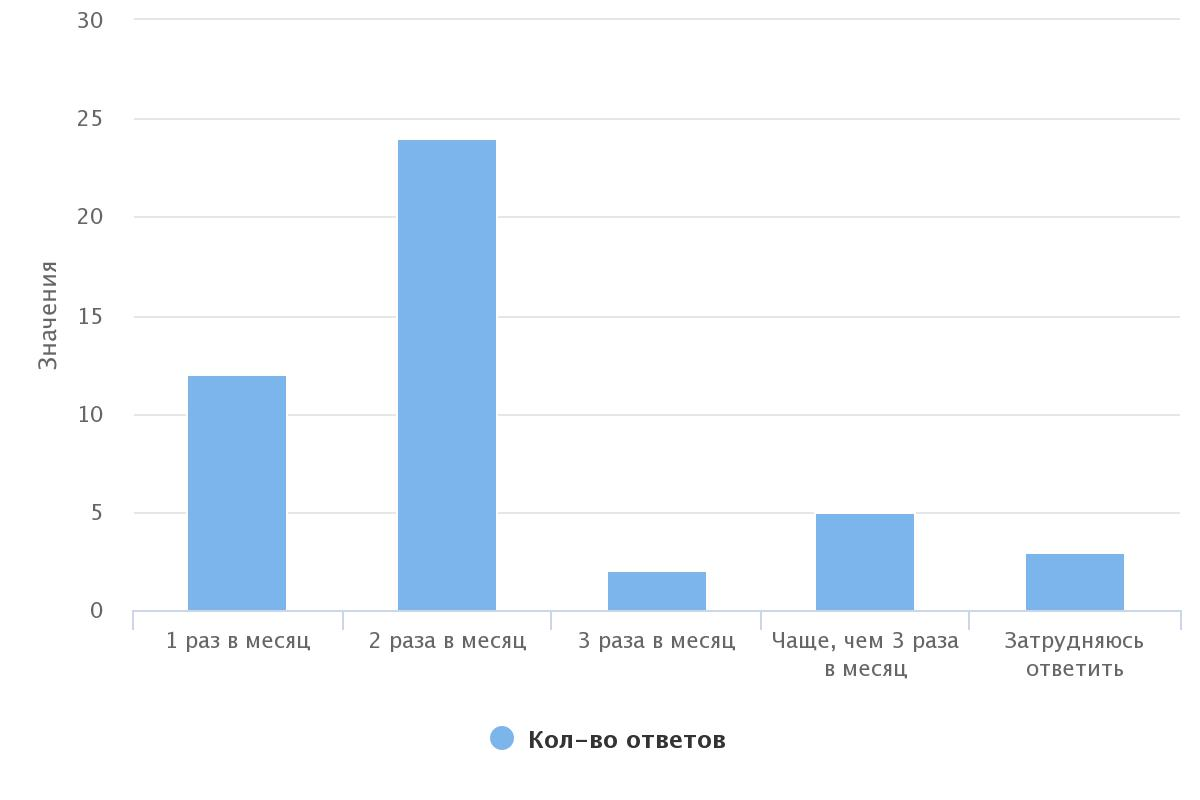 30
25
20
15
10
5
0
Значения
1 раз в месяц
2 раза в месяц
3 раза в месяц
Чаще, чем 3 раза
в месяц
Затрудняюсь
ответить
Кол-во ответов